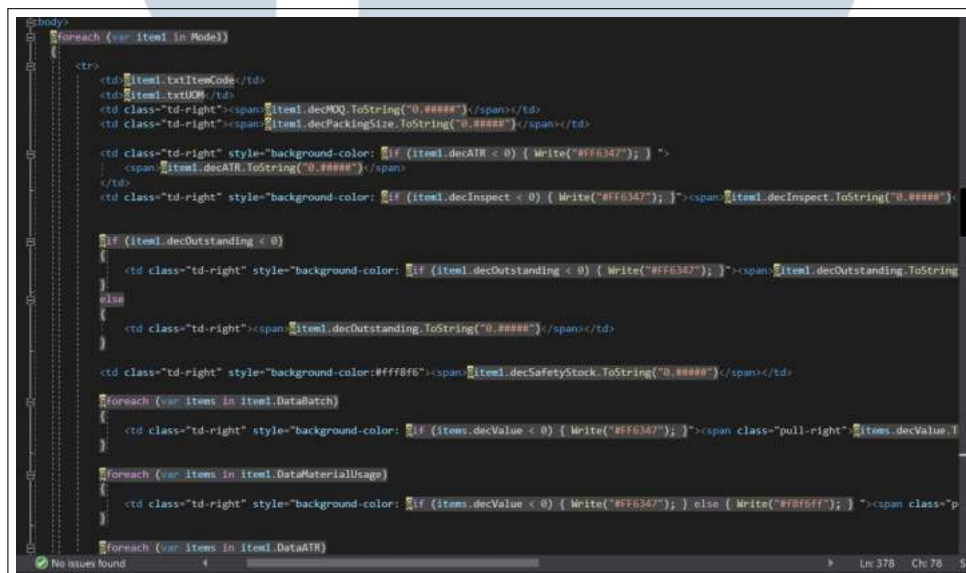 <body>
@foreach (var item1 in Model)
{
<tr>
<td>@item1.txtItemCode</td>
<td>@item1.txtUOM</td>
<td class="td-right"><span>@item1.decMOQ.ToString("0.#####")</span></td>
<td class="td-right"><span>@item1.decPackingSize.ToString("0.#####")</span></td>
<td class="td-right" style="background-color: @if (item1.decATR < 0) { Write("#FF6347"); } ">
<span>@item1.decATR.ToString("0.#####")</span>
</td>
<td class="td-right" style="background-color: @if (item1.decInspect < 0) { Write("#FF6347"); }"><span>@item1.decInspect.ToString("0.#####")<
@if (item1.decOutstanding < 0)
{
<td class="td-right" style="background-color: @if (item1.decOutstanding < 0) { Write("#FF6347"); }"><span>@item1.decOutstanding.ToString
}
else
{
<td class="td-right"><span>@item1.decOutstanding.ToString("0.#####")</span></td>
}
<td class="td-right" style="background-color:#fff8f6"><span>@item1.decSafetyStock.ToString("0.#####")</span></td>
@foreach (var items in item1.DataBatch)
{
<td class="td-right" style="background-color: @if (items.decValue < 0) { Write("#FF6347"); }"><span class="pull-right">@items.decValue.T
}
@foreach (var items in item1.DataMaterialUsage)
{
<td class="td-right" style="background-color: @if (items.decValue < 0) { Write("#FF6347"); } else { Write("#f8f6ff"); } "><span class="p
}
@foreach (var items in item1.DataATR)
No issues found Ln: 378 Ch: 78 S